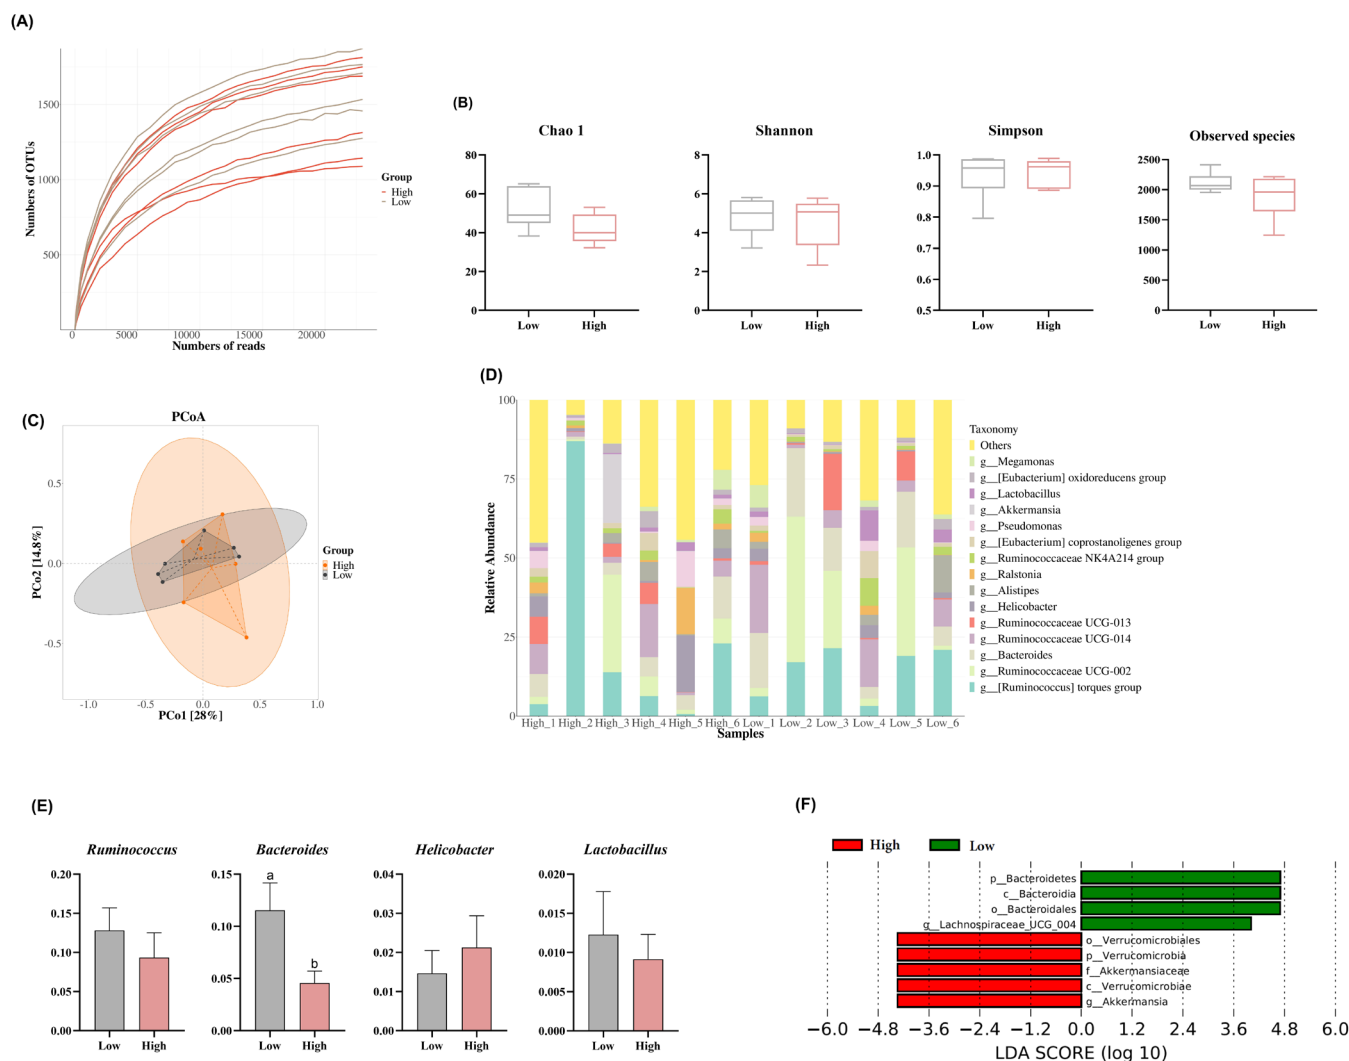 (A)
1500
1000
500
Numbers of OTUs
0
5000
10000
15000
20000
Numbers of reads
Group
High
Low
(B)
Chao 1
80
60
40
20
0
Low
High
Shannon
8
6
4
2
0
Low
High
Simpson
1.0
0.9
0.8
0.7
0.6
0.5
Low
High
Observed species
2500
2000
1500
1000
500
0
Low
High
(C)
PCoA
PCo2 [14.8%]
0.5
0.0
-0.5
-1.0
-0.5
0.0
0.5
1.0
PCo1 [28%]
Group
High
Low
(D)
Relative Abundance
100
75
50
25
0
High_1
High_2
High_3
High_4
High_5
High_6
Low_1
Low_2
Low_3
Low_4
Low_5
Low_6
Samples
Taxonomy
Others
g__Megamonas
g__[Eubacterium] oxidoreducens group
g__Lactobacillus
g__Akkermansia
g__Pseudomonas
g__[Eubacterium] coprostanoligenes group
g__Ruminococcaceae NK4A214 group
g__Ralstonia
g__Alistipes
g__Helicobacter
g__Ruminococcaceae UCG-013
g__Ruminococcaceae UCG-014
g__Bacteroides
g__Ruminococcaceae UCG-002
g__[Ruminococcus] torques group
(E)
Ruminococcus
0.20
0.15
0.10
0.05
0.00
Low
High
Bacteroides
0.15
0.10
0.05
0.00
a
b
Low
High
Helicobacter
0.04
0.03
0.02
0.01
0.00
Low
High
Lactobacillus
0.020
0.015
0.010
0.005
0.000
Low
High
(F)
High
Low
p__Bacteroidetes
c__Bacteroidia
o__Bacteroidales
g__Lachnospiraceae_UCG_004
o__Verrucomicrobiales
p__Verrucomicrobia
f__Akkermansiaceae
c__Verrucomicrobiae
g__Akkermansia
−6.0
−4.8
−3.6
−2.4
−1.2
0.0
1.2
2.4
3.6
4.8
6.0
LDA SCORE (log 10)